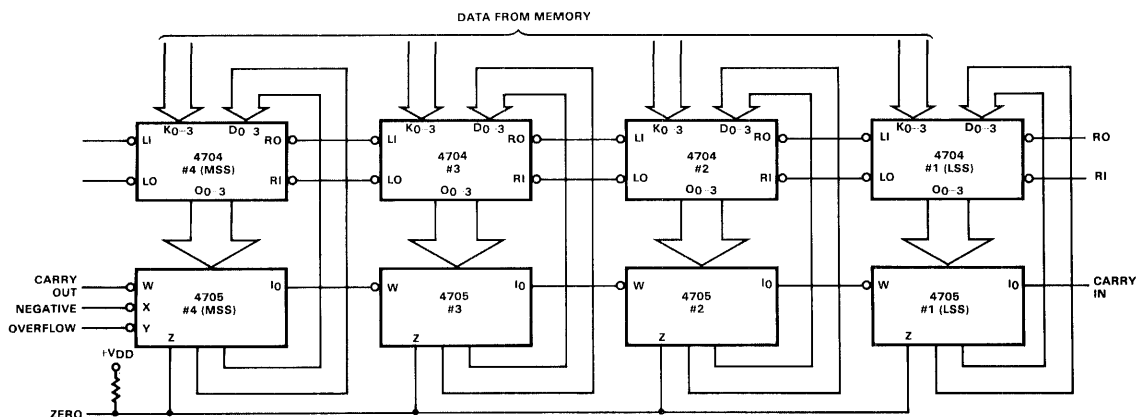 DATA FROM MEMORY
K0-3 D0-3 K0-3 D0-3 K0-3 D0-3 K0-3 D0-3
LI RO LI RO LI RO LI RO
4704 4704 4704 4704
#4 (MSS) #3 #2 #1 (LSS)
LO RI LO RI LO RI LO RI
O0-3 O0-3 O0-3 O0-3
CARRY OUT W I0 W I0 W I0 W I0 CARRY IN
4705 4705 4705 4705
NEGATIVE X #4 (MSS) #3 #2 #1 (LSS)
OVERFLOW Y
Z Z Z Z
+VDD
ZERO